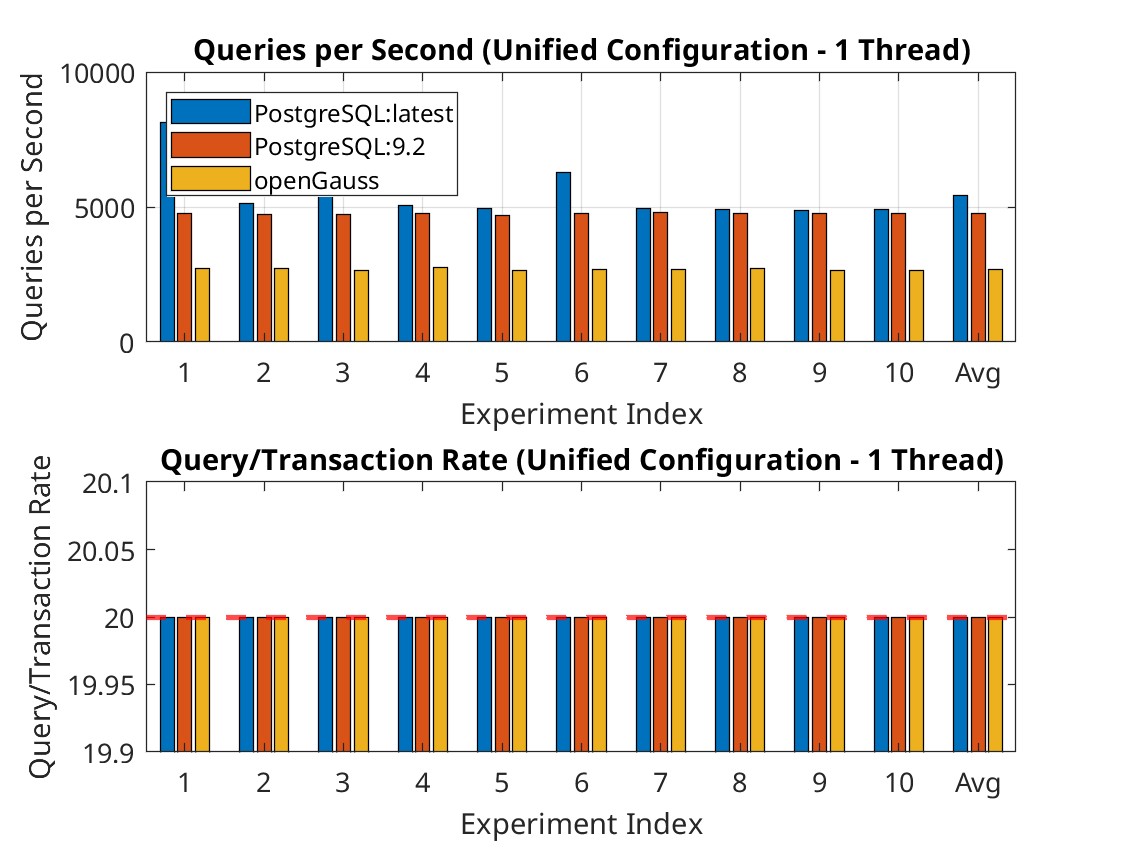 Queries per Second (Unified Configuration - 1 Thread)
Queries per Second
10000
5000
0
PostgreSQL:latest
PostgreSQL:9.2
openGauss
1 2 3 4 5 6 7 8 9 10 Avg
Experiment Index
Query/Transaction Rate (Unified Configuration - 1 Thread)
Query/Transaction Rate
20.1
20.05
20
19.95
19.9
1 2 3 4 5 6 7 8 9 10 Avg
Experiment Index